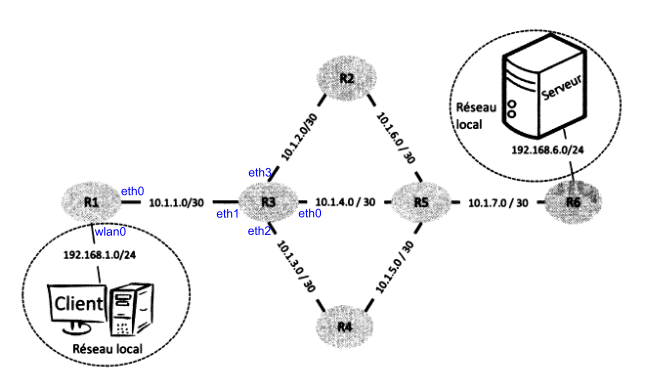 R2
Serveur
Réseau
local
192.168.6.0/24
10.1.2.0/30
10.1.6.0 / 30
eth3
eth0
R1
10.1.1.0/30
eth1
R3
eth0
10.1.4.0 / 30
R5
10.1.7.0 / 30
R6
wlan0
eth2
192.168.1.0/24
10.1.3.0 / 30
10.1.5.0 / 30
Client
R4
Réseau local